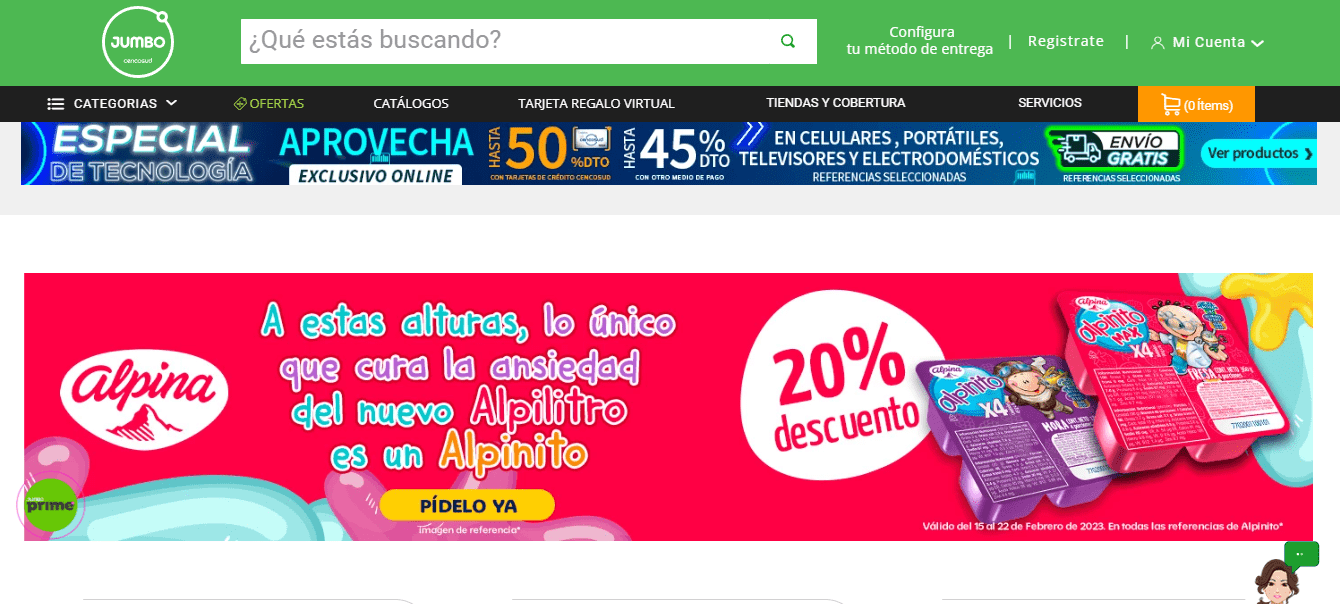 JUMBO
cencosud
¿Qué estás buscando?
Configura
tu método de entrega
|
Registrate
|
Mi Cuenta
CATEGORIAS
OFERTAS
CATÁLOGOS
TARJETA REGALO VIRTUAL
TIENDAS Y COBERTURA
SERVICIOS
(0 Ítems)
ESPECIAL
DE TECNOLOGÍA
APROVECHA
EXCLUSIVO ONLINE
HASTA
50
%DTO
CON TARJETAS DE CRÉDITO CENCOSUD
HASTA
45%
DTO
CON OTRO MEDIO DE PAGO
EN CELULARES , PORTÁTILES,
TELEVISORES Y ELECTRODOMÉSTICOS
REFERENCIAS SELECCIONADAS
ENVÍO
GRATIS
REFERENCIAS SELECCIONADAS
Ver productos
alpina
A estas alturas, lo único
que cura la ansiedad
del nuevo Alpilitro
es un Alpinito
PÍDELO YA
Imagen de referencia*
20%
descuento
alpina
alpinito
X4
MORA
alpina
alpinito
MAX
X4
FRESA
Válido del 15 al 22 de Febrero de 2023. En todas las referencias de Alpinito*
JUMBO
prime